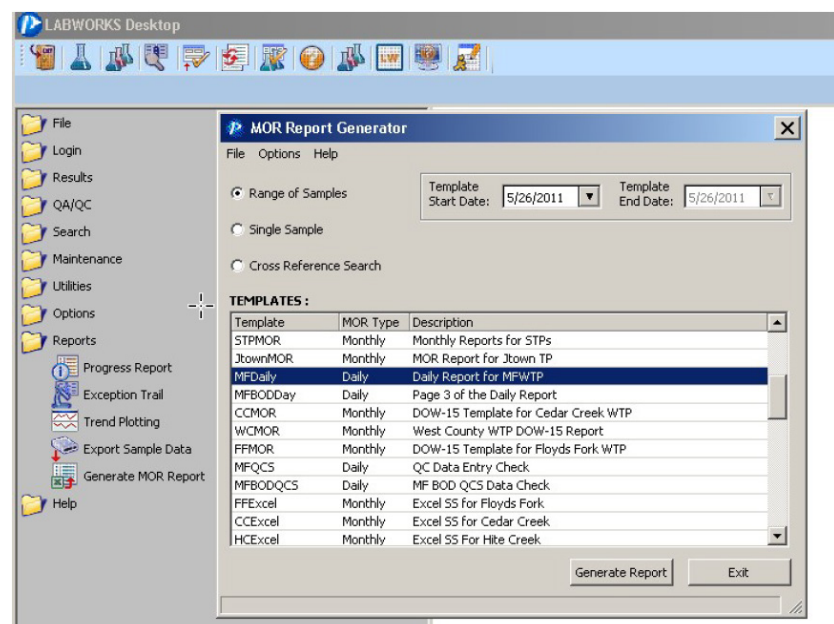 LABWORKS Desktop
LW
File
Login
Results
QA/QC
Search
Maintenance
Utilities
Options
Reports
Progress Report
Exception Trail
Trend Plotting
Export Sample Data
Generate MOR Report
Help
MOR Report Generator
File Options Help
Range of Samples
Single Sample
Cross Reference Search
Template Start Date: 5/26/2011 Template End Date: 5/26/2011
TEMPLATES :
Template MOR Type Description
STPMOR Monthly Monthly Reports for STPs
JtownMOR Monthly MOR Report for Jtown TP
MFDaily Daily Daily Report for MFWTP
MFBODDay Daily Page 3 of the Daily Report
CCMOR Monthly DOW-15 Template for Cedar Creek WTP
WCMOR Monthly West County WTP DOW-15 Report
FFMOR Monthly DOW-15 Template for Floyds Fork WTP
MFQCS Daily QC Data Entry Check
MFBODQCS Daily MF BOD QCS Data Check
FFExcel Monthly Excel SS for Floyds Fork
CCExcel Monthly Excel SS for Cedar Creek
HCExcel Monthly Excel SS For Hite Creek
Generate Report Exit